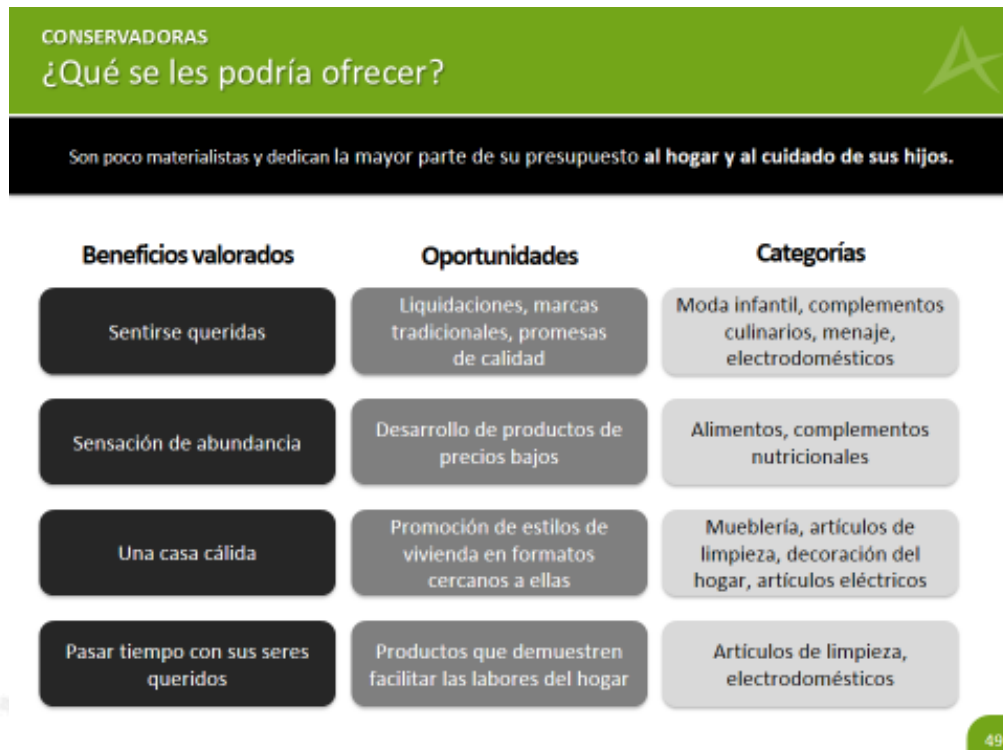 CONSERVADORAS
¿Qué se les podría ofrecer?
Son poco materialistas y dedican la mayor parte de su presupuesto al hogar y al cuidado de sus hijos.
Beneficios valorados
Oportunidades
Categorías
Sentirse queridas
Liquidaciones, marcas
tradicionales, promesas
de calidad
Moda infantil, complementos
culinarios, menaje,
electrodomésticos
Sensación de abundancia
Desarrollo de productos de
precios bajos
Alimentos, complementos
nutricionales
Una casa cálida
Promoción de estilos de
vivienda en formatos
cercanos a ellas
Mueblería, artículos de
limpieza, decoración del
hogar, artículos eléctricos
Pasar tiempo con sus seres
queridos
Productos que demuestren
facilitar las labores del hogar
Artículos de limpieza,
electrodomésticos
49